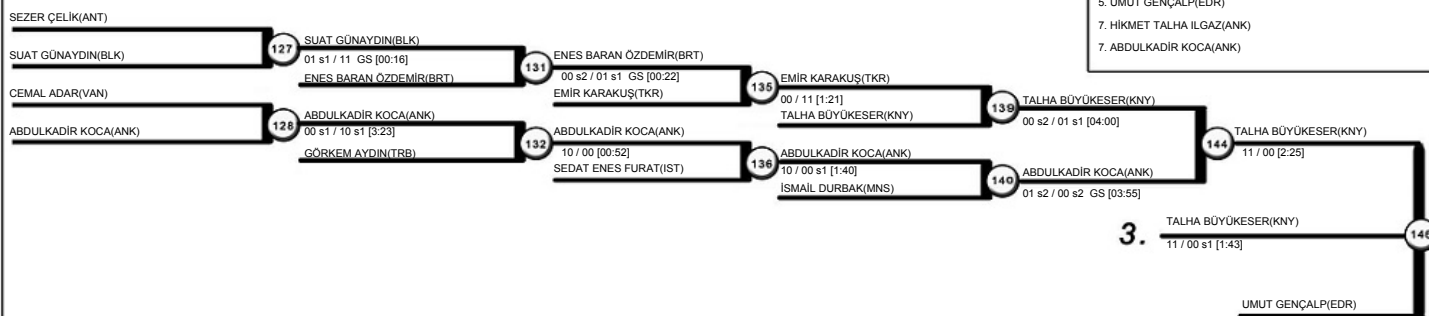 5. UMUT GENÇALP(EDR)
7. HİKMET TALHA ILGAZ(ANK)
7. ABDULKADİR KOCA(ANK)
SEZER ÇELİK(ANT)
SUAT GÜNAYDIN(BLK)
CEMAL ADAR(VAN)
ABDULKADİR KOCA(ANK)
127
128
SUAT GÜNAYDIN(BLK)
01 s1 / 11 GS [00:16]
ENES BARAN ÖZDEMİR(BRT)
ABDULKADİR KOCA(ANK)
00 s1 / 10 s1 [3:23]
GÖRKEM AYDIN(TRB)
131
132
ENES BARAN ÖZDEMİR(BRT)
00 s2 / 01 s1 GS [00:22]
EMİR KARAKUŞ(TKR)
ABDULKADİR KOCA(ANK)
10 / 00 [00:52]
SEDAT ENES FURAT(IST)
135
136
EMİR KARAKUŞ(TKR)
00 / 11 [1:21]
TALHA BÜYÜKESER(KNY)
ABDULKADİR KOCA(ANK)
10 / 00 s1 [1:40]
İSMAİL DURBAK(MNS)
139
140
TALHA BÜYÜKESER(KNY)
00 s2 / 01 s1 [04:00]
ABDULKADİR KOCA(ANK)
01 s2 / 00 s2 GS [03:55]
144
TALHA BÜYÜKESER(KNY)
11 / 00 [2:25]
3.
TALHA BÜYÜKESER(KNY)
11 / 00 s1 [1:43]
146
UMUT GENÇALP(EDR)